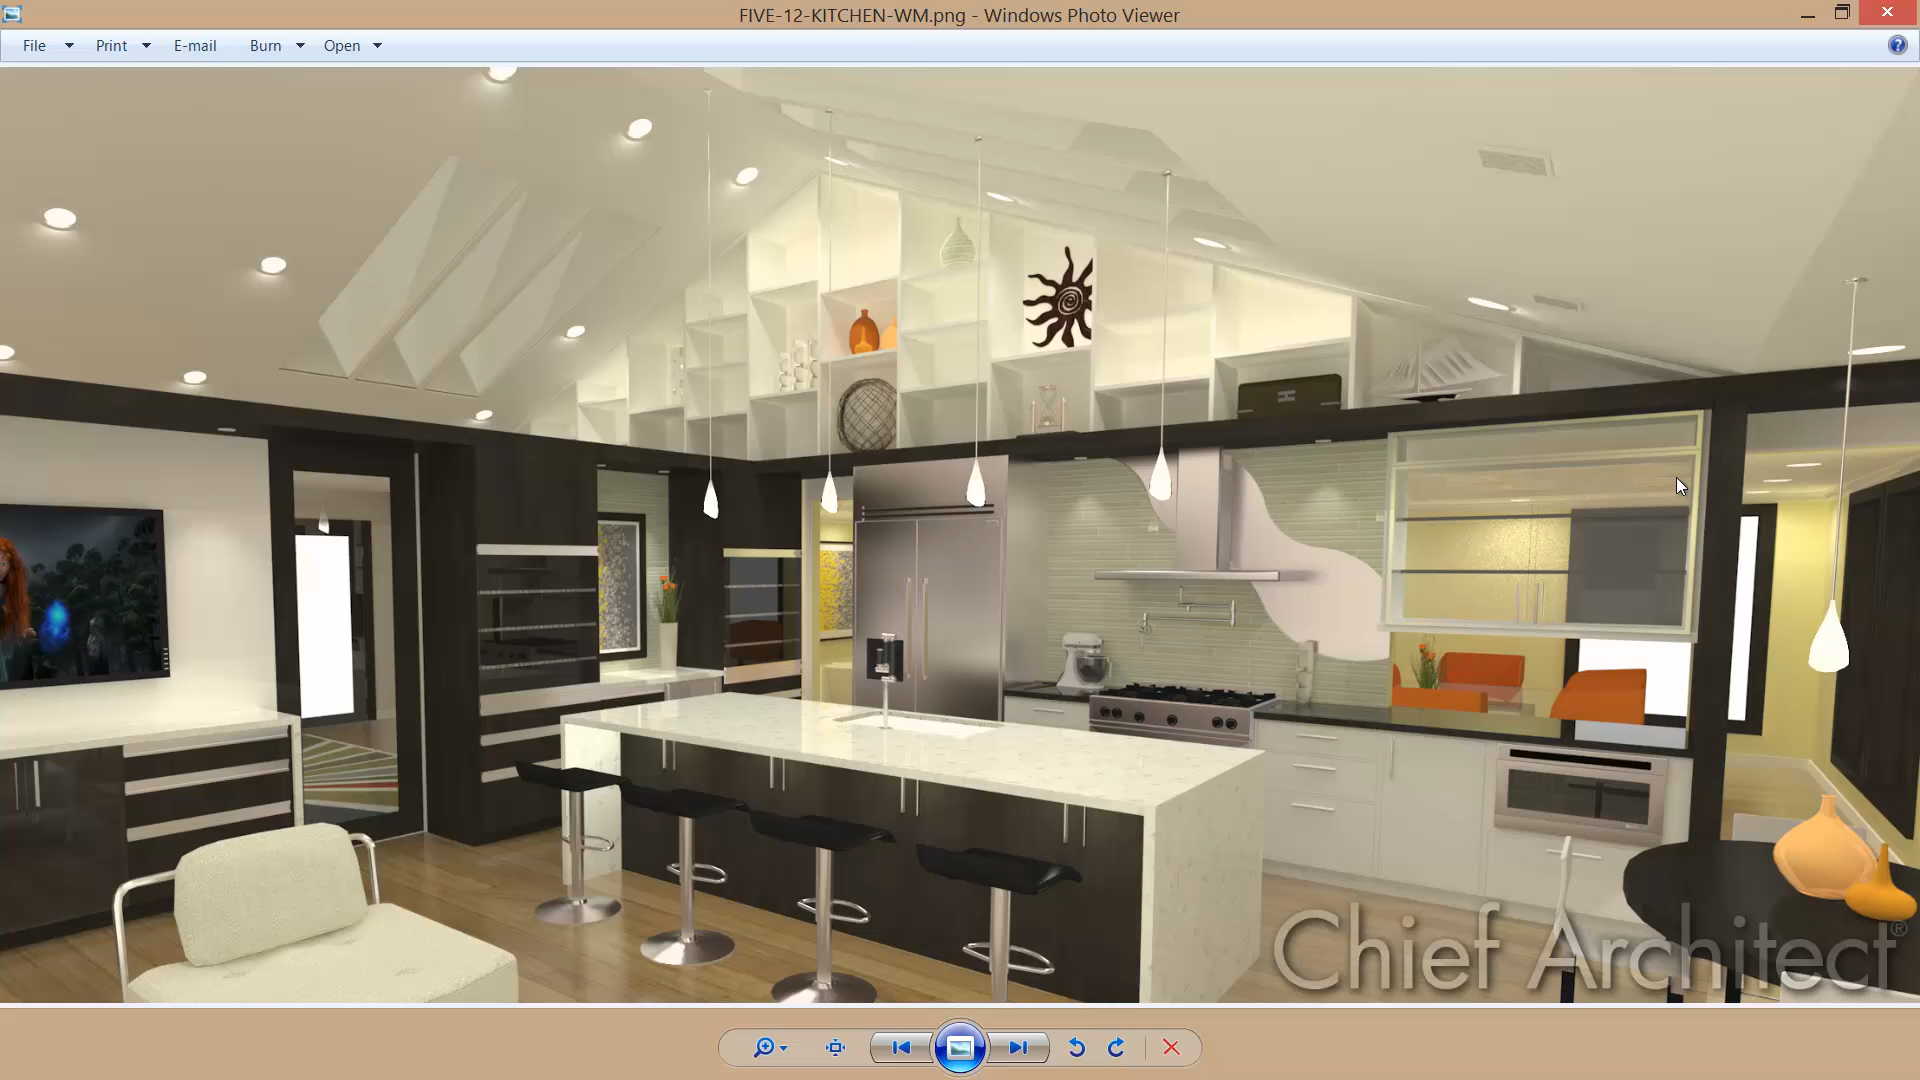 FIVE-12-KITCHEN-WM.png - Windows Photo Viewer
File Print E-mail Burn Open
Chief Architect®